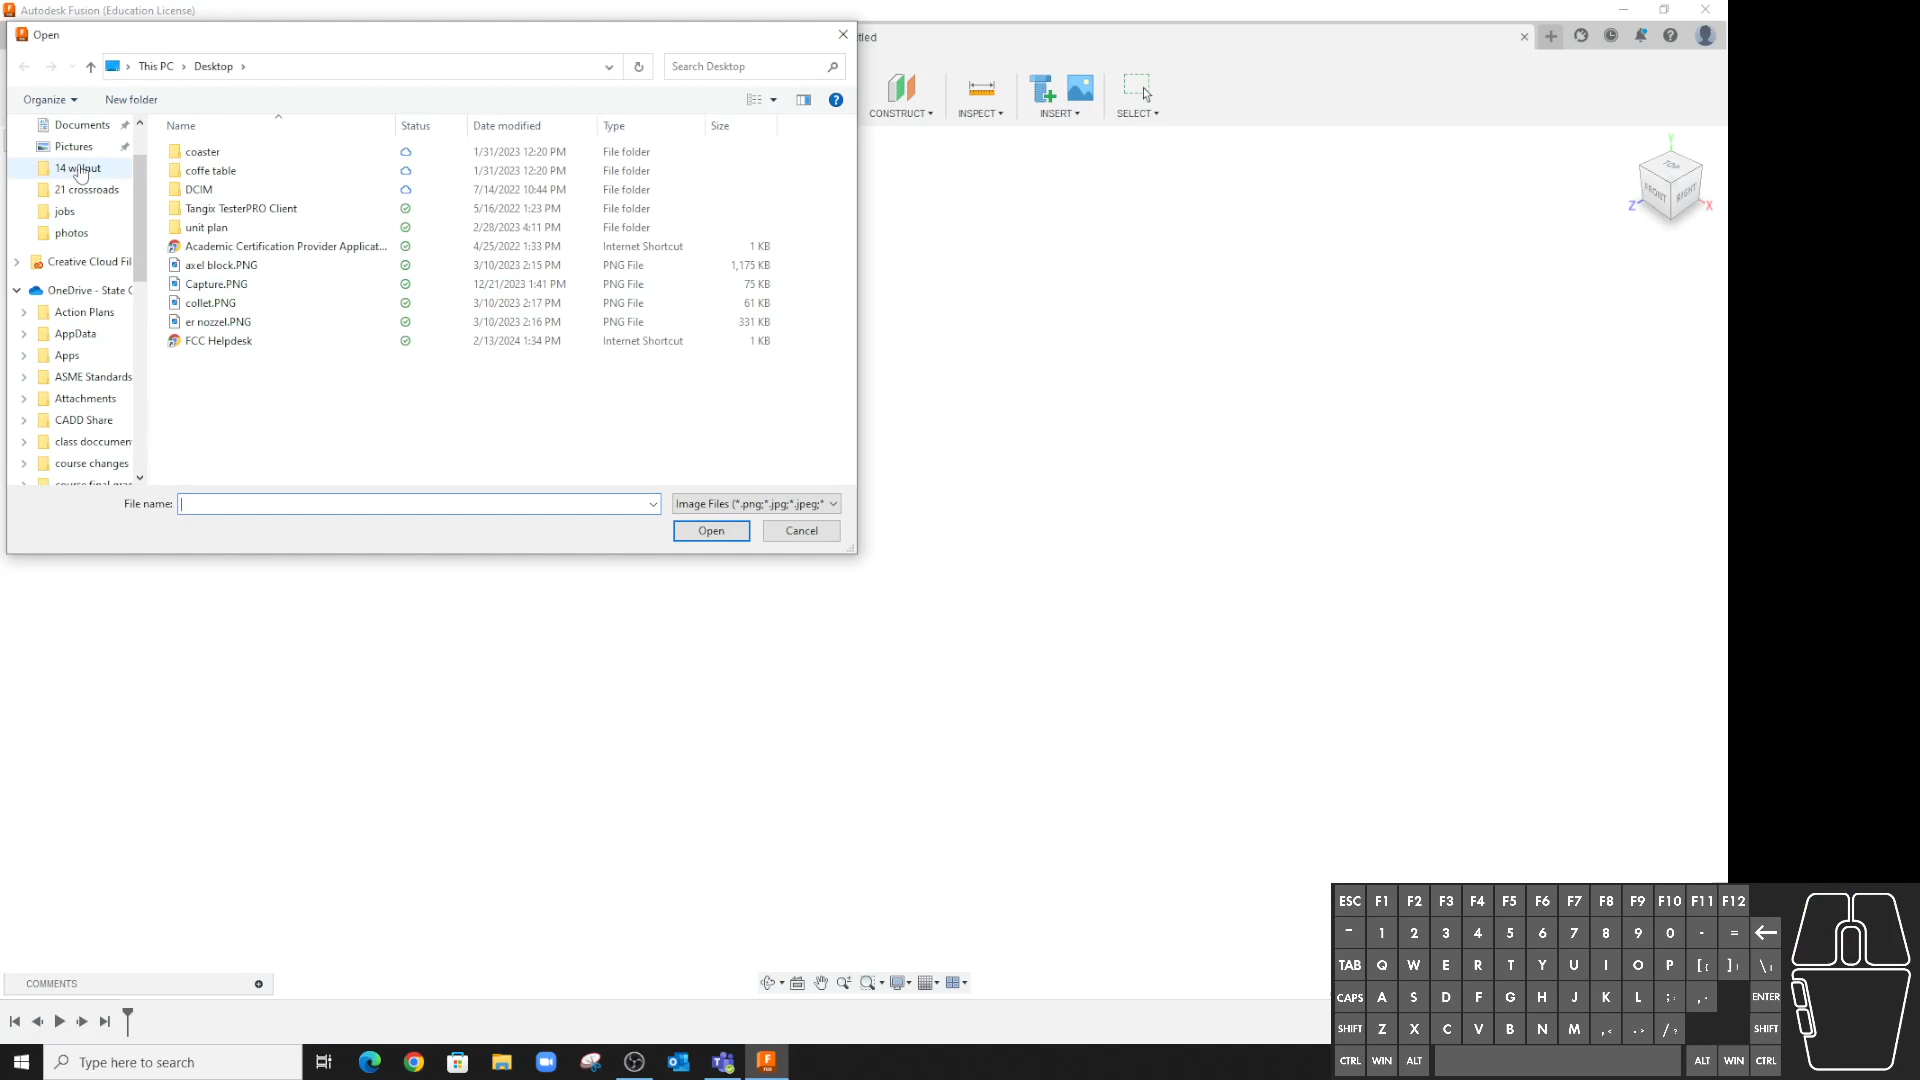 Autodesk Fusion (Education License)
Open
This PC > Desktop >
Search Desktop
Organize
New folder
Name
Status
Date modified
Type
Size
Documents
Pictures
21 crossroads
jobs
photos
Creative Cloud Fil
OneDrive - State C
Action Plans
AppData
Apps
ASME Standards
Attachments
CADD Share
class doccumen
course changes
coaster 1/31/2023 12:20 PM File folder
coffe table 1/31/2023 12:20 PM File folder
DCIM 7/14/2022 10:44 PM File folder
Tangix TesterPRO Client 5/16/2022 1:23 PM File folder
unit plan 2/28/2023 4:11 PM File folder
Academic Certification Provider Applicat... 4/25/2022 1:33 PM Internet Shortcut 1 KB
axel block.PNG 3/10/2023 2:15 PM PNG File 1,175 KB
Capture.PNG 12/21/2023 1:41 PM PNG File 75 KB
collet.PNG 3/10/2023 2:17 PM PNG File 61 KB
er nozzel.PNG 3/10/2023 2:16 PM PNG File 331 KB
FCC Helpdesk 2/13/2024 1:34 PM Internet Shortcut 1 KB
File name:
Image Files (*.png;*.jpg;*.jpeg;*
Open
Cancel
CONSTRUCT
INSPECT
INSERT
SELECT
Y
TOP
FRONT
RIGHT
Z
X
COMMENTS
Type here to search
ESC F1 F2 F3 F4 F5 F6 F7 F8 F9 F10 F11 F12
~ 1 2 3 4 5 6 7 8 9 0 - =
TAB Q W E R T Y U I O P [{ ]} \|
CAPS A S D F G H J K L ;: ENTER
SHIFT Z X C V B N M ,< .> /? SHIFT
CTRL WIN ALT ALT WIN CTRL